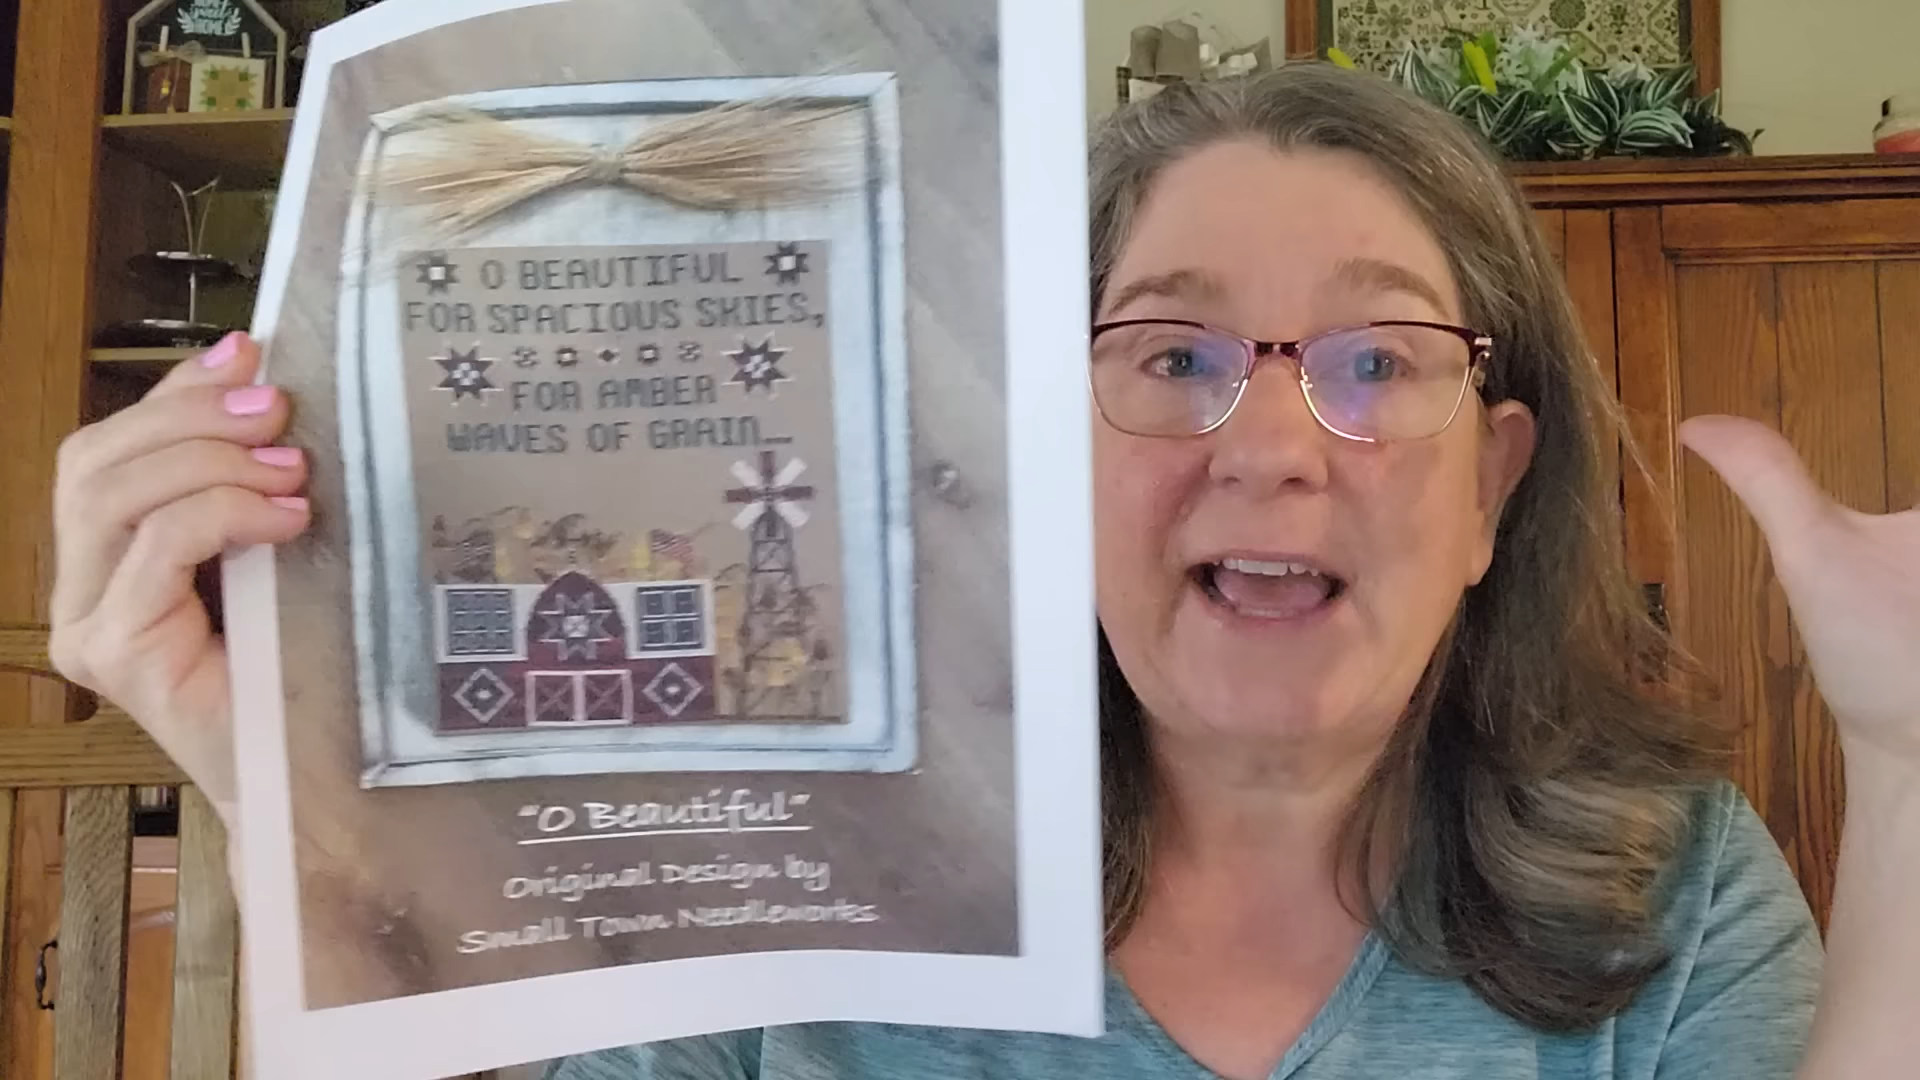 O BEAUTIFUL
FOR SPACIOUS SKIES,
FOR AMBER
WAVES OF GRAIN...
"O Beautiful"
Original Design by
Small Town Needleworks